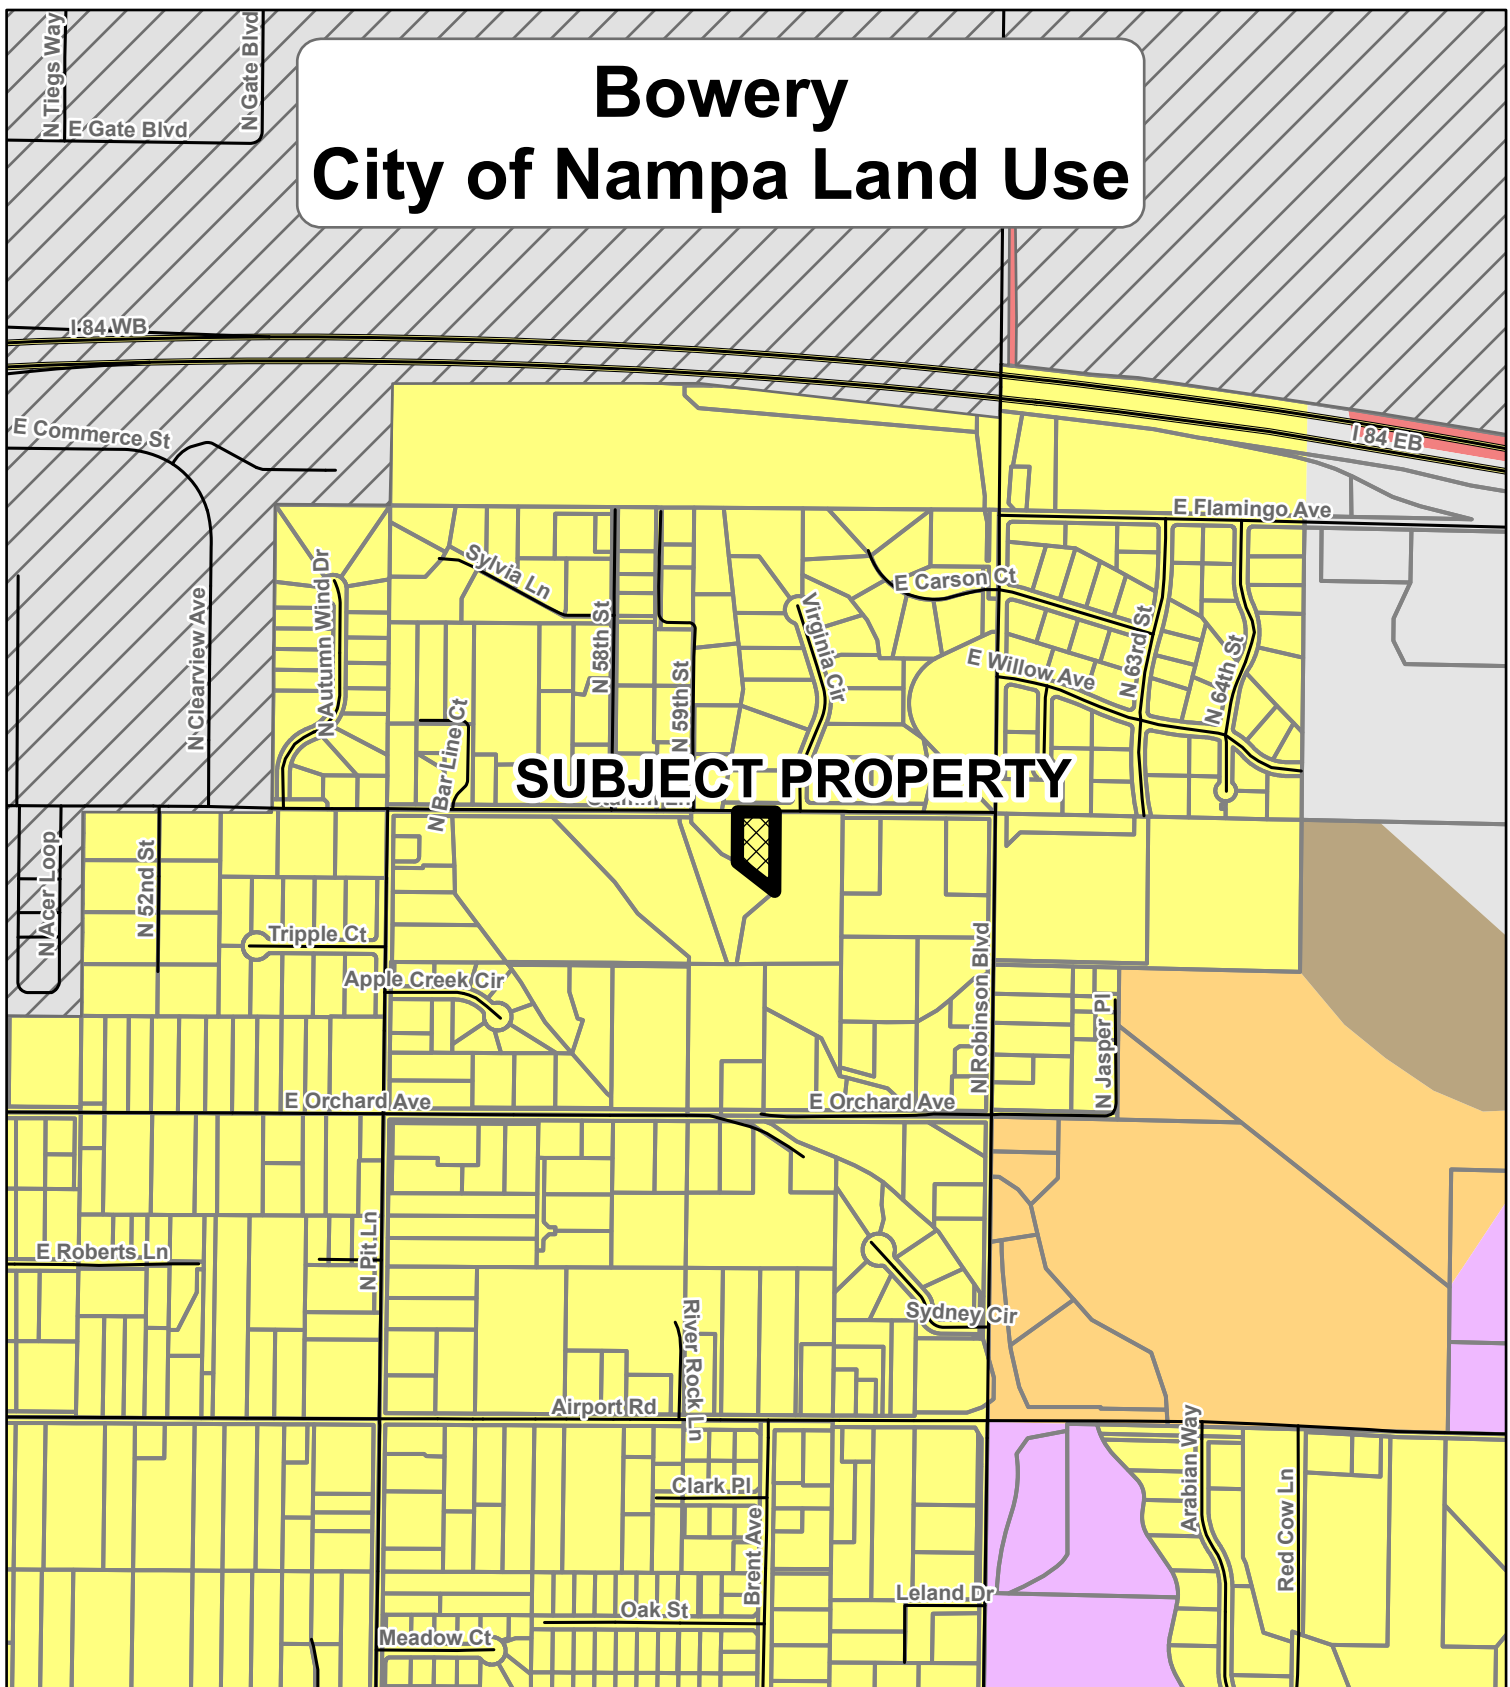 N Tiegs Way
N Gate Blvd
E Gate Blvd
Bowery
City of Nampa Land Use
I 84 WB
I 84 EB
E Commerce St
E Flamingo Ave
Sylvia Ln
E Carson Ct
N Autumn Wind Dr
N Clearview Ave
N 58th St
N 59th St
Virginia Cir
E Willow Ave
N 63rd St
N 64th St
N Bar Line Ct
SUBJECT PROPERTY
N Acer Loop
N 52nd St
Tripple Ct
Apple Creek Cir
N Robinson Blvd
N Jasper Pl
E Orchard Ave
E Orchard Ave
E Roberts Ln
N Pit Ln
River Rock Ln
Sydney Cir
Airport Rd
Arabian Way
Red Cow Ln
Clark Pl
Brent Ave
Leland Dr
Oak St
Meadow Ct